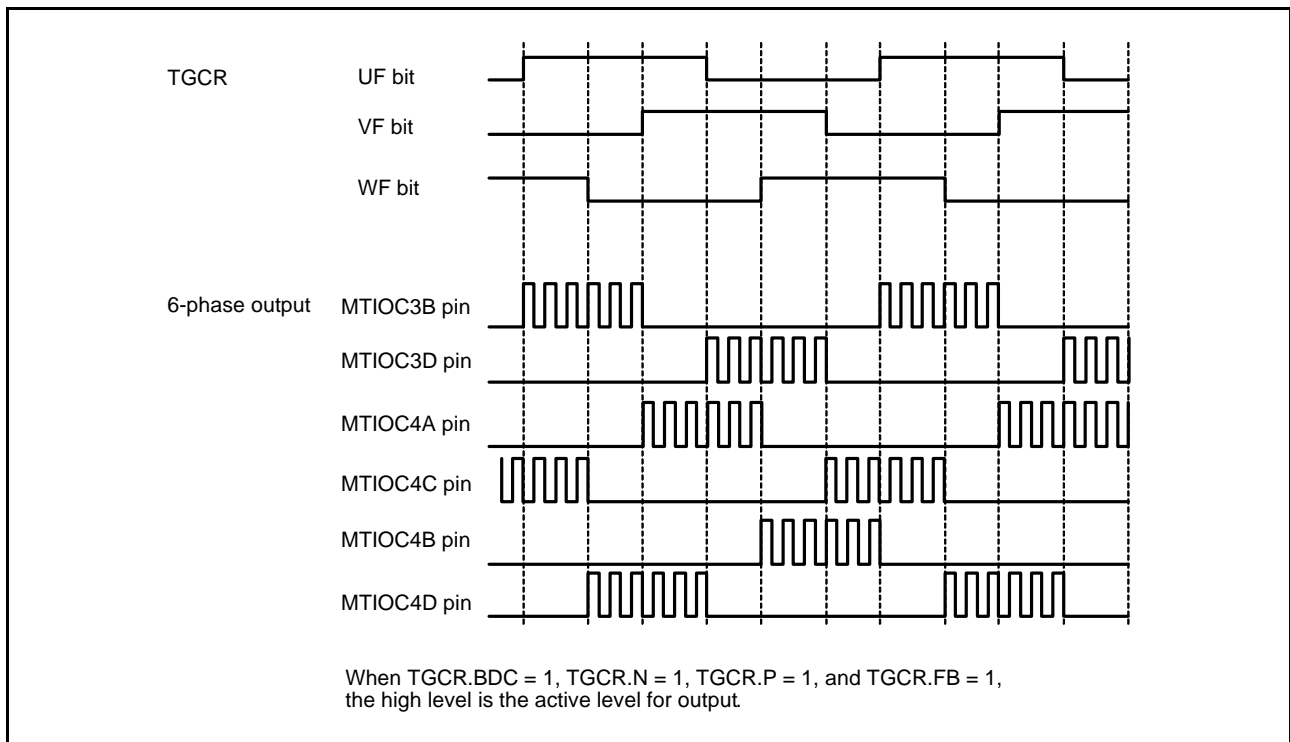 TGCR UF bit
VF bit
WF bit
6-phase output MTIOC3B pin
MTIOC3D pin
MTIOC4A pin
MTIOC4C pin
MTIOC4B pin
MTIOC4D pin
When TGCR.BDC = 1, TGCR.N = 1, TGCR.P = 1, and TGCR.FB = 1,
the high level is the active level for output.